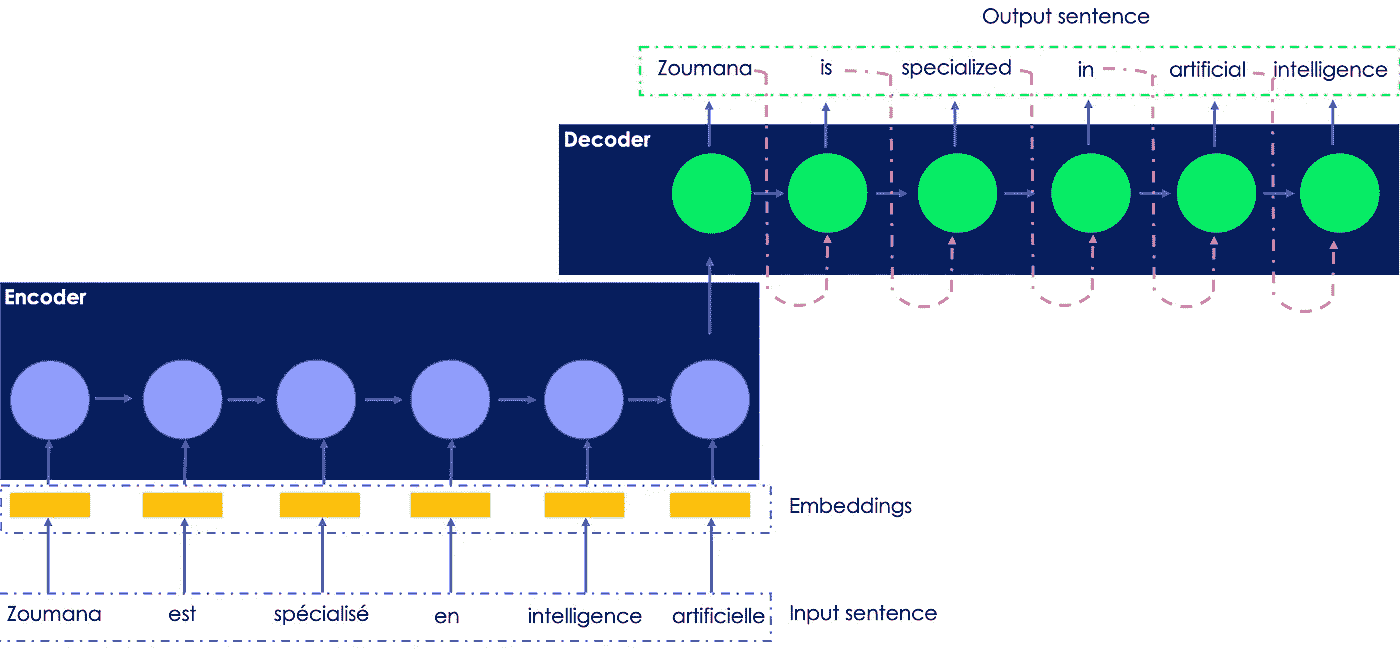 Output sentence
Zoumana is specialized in artificial intelligence
Decoder
Encoder
Embeddings
Zoumana est spécialisé en intelligence artificielle
Input sentence